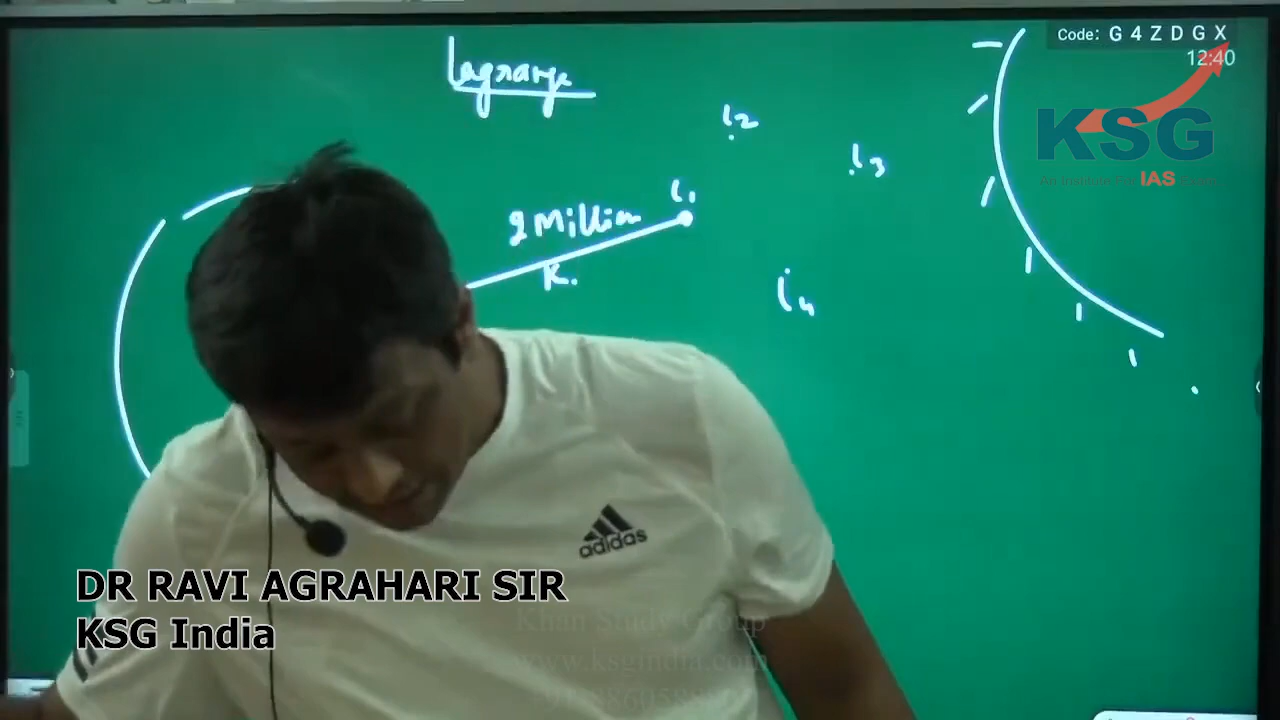 Code: G 4 Z D G X
12:40
Lagrange
KSG
An Institute For IAS Exam
L2
L3
L1
2 Million
K.
L4
adidas
DR RAVI AGRAHARI SIR
KSG India
Khan Study Group
www.ksgindia.com